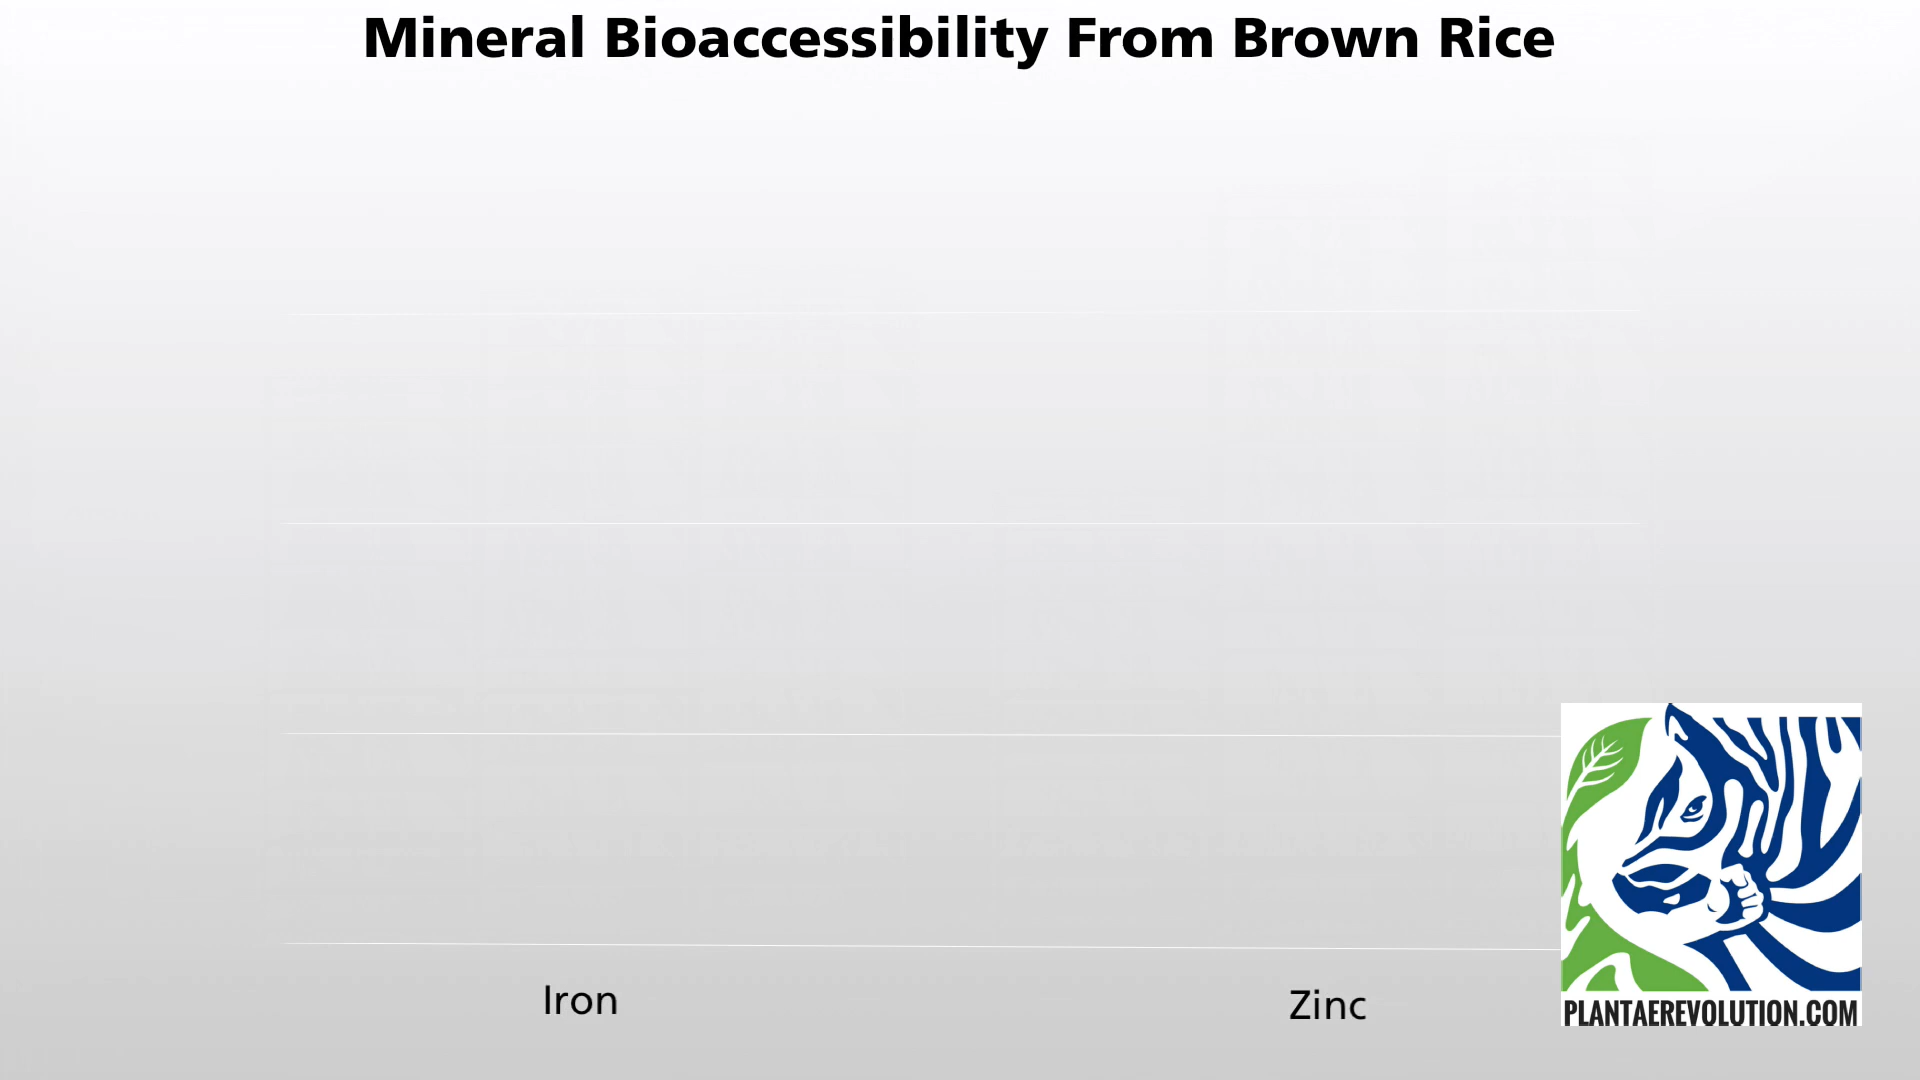 Mineral Bioaccessibility From Brown Rice
Iron
Zinc
PLANTAEREVOLUTION.COM